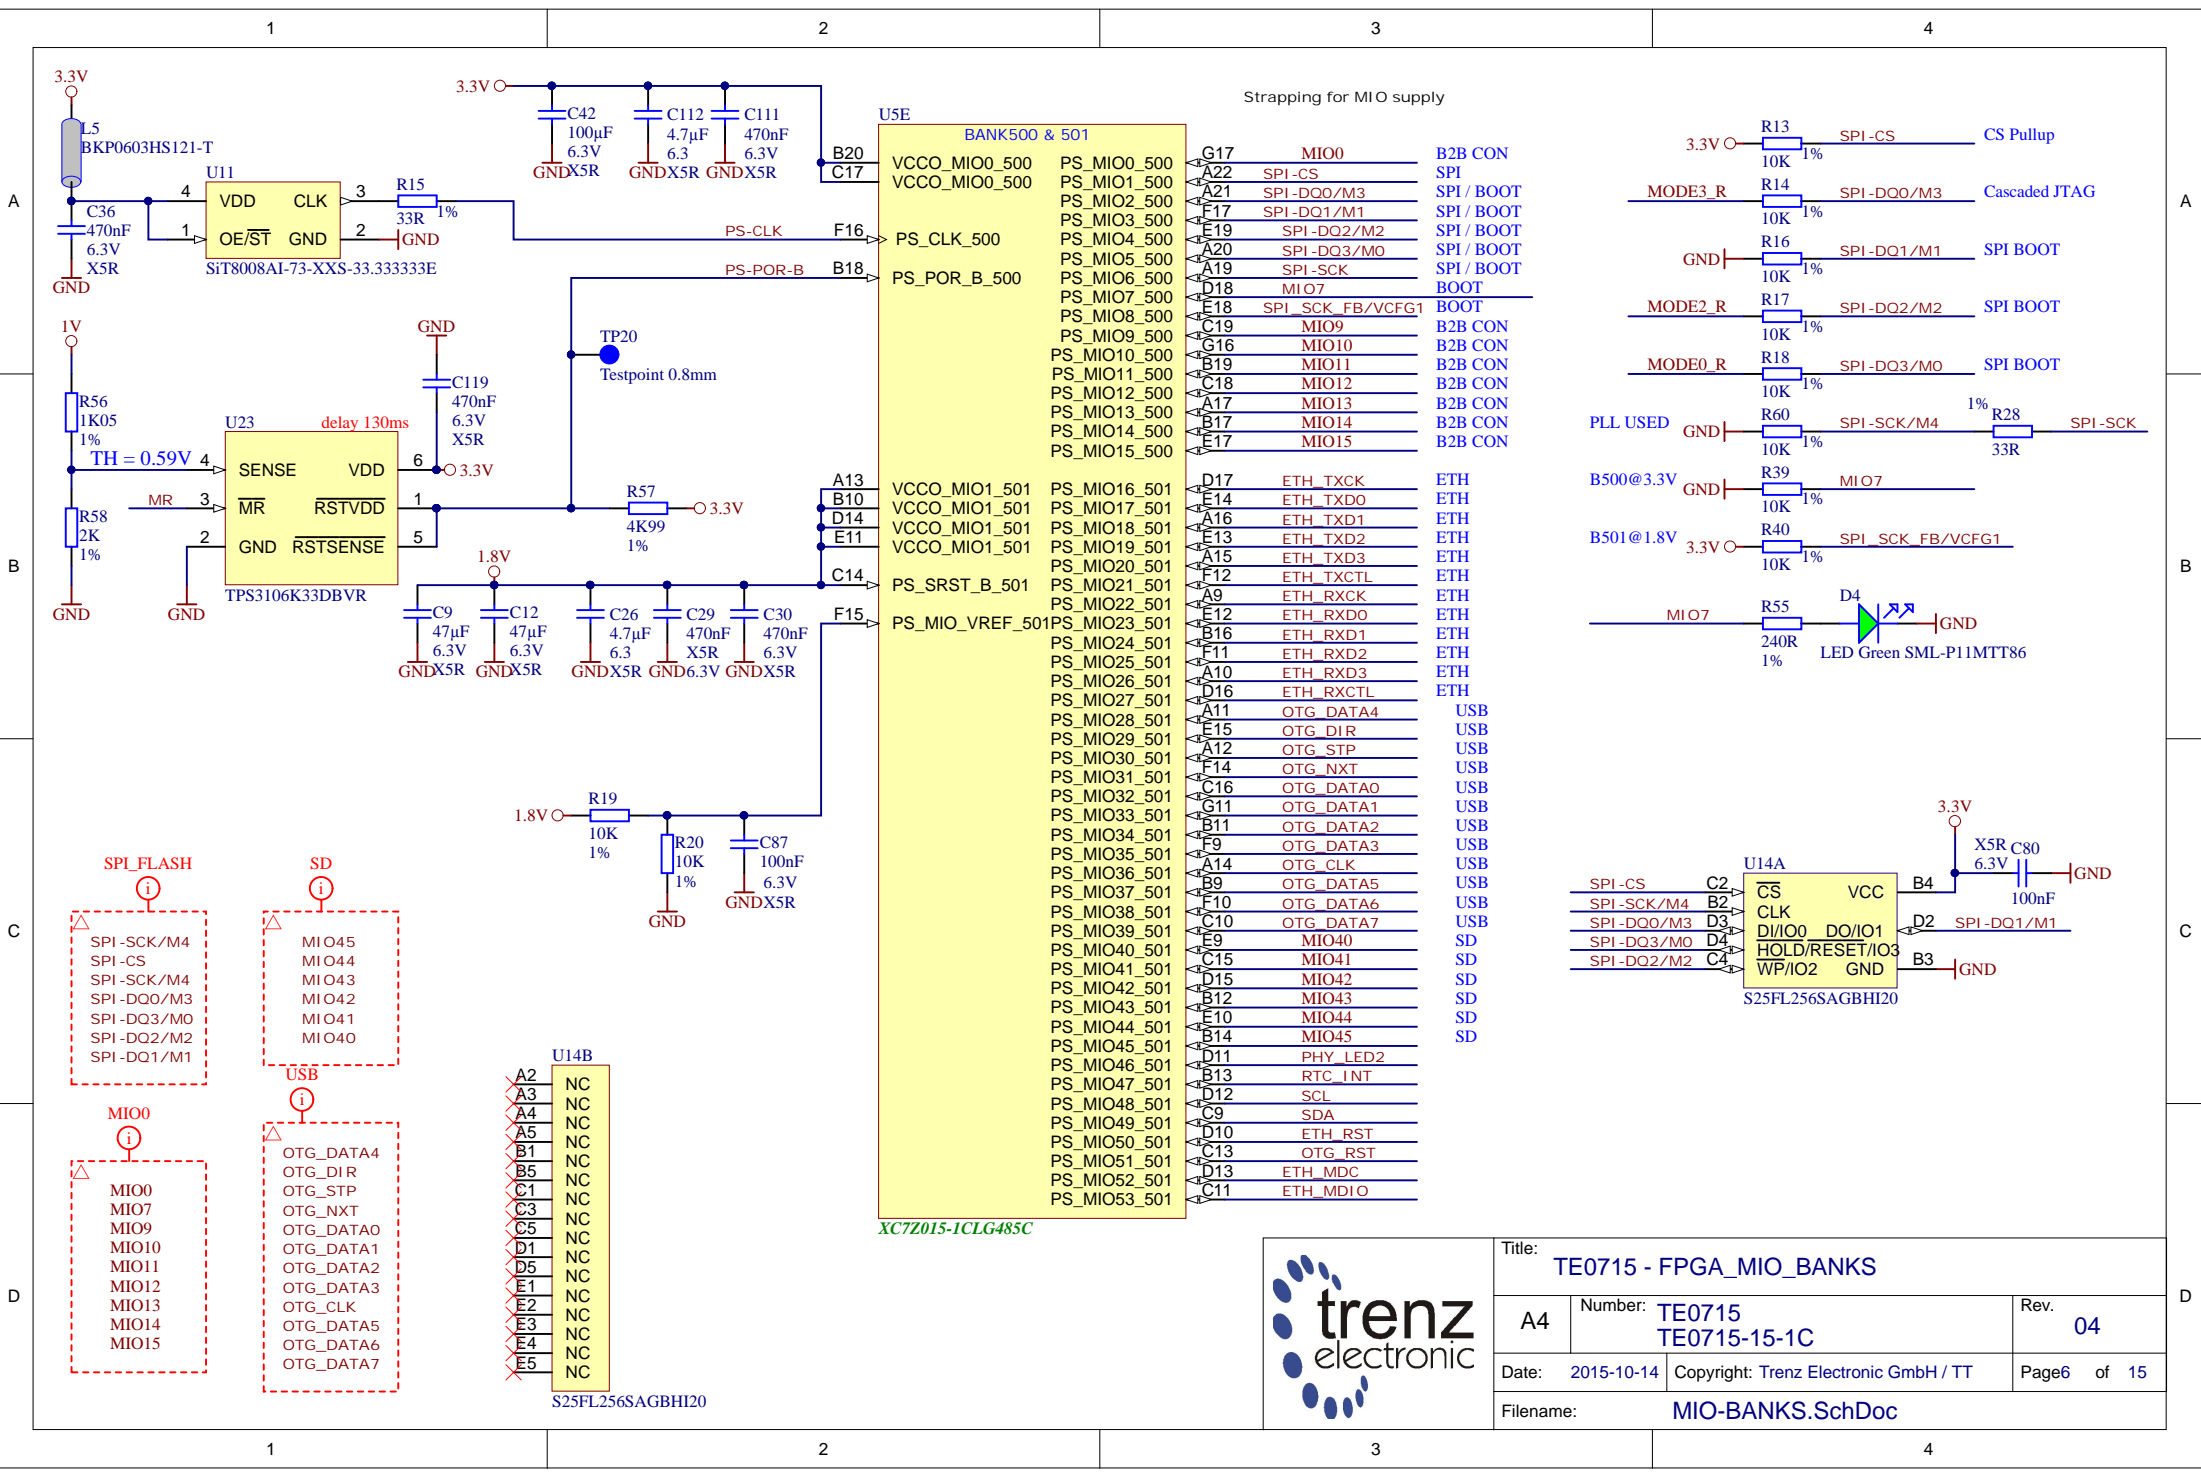 1 2 3 4
A
A
B
B
C
C
D
D
3.3V
L5
BKP0603HS121-T
C36
470nF
6.3V
X5R
GND
U11
4 VDD CLK 3
1 OE/ST GND 2
GND
SiT8008AI-73-XXS-33.333333E
R15
33R
1%
PS-CLK
PS-POR-B
3.3V
C42
100µF
6.3V
X5R
GND
C112
4.7µF
6.3
X5R
GND
C111
470nF
6.3V
X5R
GND
1V
R56
1K05
1%
TH = 0.59V
MR
R58
2K
1%
GND
GND
GND
C119
470nF
6.3V
X5R
U23
delay 130ms
4 SENSE VDD 6
3.3V
3 MR RSTVDD 1
2 GND RSTSENSE 5
TPS3106K33DBVR
TP20
Testpoint 0.8mm
R57
4K99
1%
3.3V
1.8V
C9
47µF
6.3V
X5R
GND
C12
47µF
6.3V
X5R
GND
C26
4.7µF
6.3
X5R
GND
C29
470nF
X5R
6.3V
GND
C30
470nF
6.3V
X5R
GND
1.8V
R19
10K
1%
R20
10K
1%
GND
C87
100nF
6.3V
X5R
GND
U5E
BANK500 & 501
B20 VCCO_MIO0_500
C17 VCCO_MIO0_500
F16 PS_CLK_500
B18 PS_POR_B_500
A13 VCCO_MIO1_501
B10 VCCO_MIO1_501
D14 VCCO_MIO1_501
E11 VCCO_MIO1_501
C14 PS_SRST_B_501
F15 PS_MIO_VREF_501
Strapping for MIO supply
PS_MIO0_500 G17 MIO0 B2B CON
PS_MIO1_500 A22 SPI-CS SPI
PS_MIO2_500 A21 SPI-DQ0/M3 SPI / BOOT
PS_MIO3_500 F17 SPI-DQ1/M1 SPI / BOOT
PS_MIO4_500 E19 SPI-DQ2/M2 SPI / BOOT
PS_MIO5_500 A20 SPI-DQ3/M0 SPI / BOOT
PS_MIO6_500 A19 SPI-SCK SPI / BOOT
PS_MIO7_500 D18 MIO7 BOOT
PS_MIO8_500 E18 SPI_SCK_FB/VCFG1 BOOT
PS_MIO9_500 C19 MIO9 B2B CON
PS_MIO10_500 G16 MIO10 B2B CON
PS_MIO11_500 B19 MIO11 B2B CON
PS_MIO12_500 C18 MIO12 B2B CON
PS_MIO13_500 A17 MIO13 B2B CON
PS_MIO14_500 B17 MIO14 B2B CON
PS_MIO15_500 E17 MIO15 B2B CON
PS_MIO16_501 D17 ETH_TXCK ETH
PS_MIO17_501 E14 ETH_TXD0 ETH
PS_MIO18_501 A16 ETH_TXD1 ETH
PS_MIO19_501 E13 ETH_TXD2 ETH
PS_MIO20_501 A15 ETH_TXD3 ETH
PS_MIO21_501 F12 ETH_TXCTL ETH
PS_MIO22_501 A9 ETH_RXCK ETH
PS_MIO23_501 E12 ETH_RXD0 ETH
PS_MIO24_501 B16 ETH_RXD1 ETH
PS_MIO25_501 F11 ETH_RXD2 ETH
PS_MIO26_501 A10 ETH_RXD3 ETH
PS_MIO27_501 D16 ETH_RXCTL ETH
PS_MIO28_501 A11 OTG_DATA4 USB
PS_MIO29_501 E15 OTG_DIR USB
PS_MIO30_501 A12 OTG_STP USB
PS_MIO31_501 F14 OTG_NXT USB
PS_MIO32_501 C16 OTG_DATA0 USB
PS_MIO33_501 G11 OTG_DATA1 USB
PS_MIO34_501 B11 OTG_DATA2 USB
PS_MIO35_501 F9 OTG_DATA3 USB
PS_MIO36_501 A14 OTG_CLK USB
PS_MIO37_501 B9 OTG_DATA5 USB
PS_MIO38_501 F10 OTG_DATA6 USB
PS_MIO39_501 C10 OTG_DATA7 USB
PS_MIO40_501 E9 MIO40 SD
PS_MIO41_501 C15 MIO41 SD
PS_MIO42_501 D15 MIO42 SD
PS_MIO43_501 B12 MIO43 SD
PS_MIO44_501 E10 MIO44 SD
PS_MIO45_501 B14 MIO45 SD
PS_MIO46_501 D11 PHY_LED2
PS_MIO47_501 B13 RTC_INT
PS_MIO48_501 D12 SCL
PS_MIO49_501 C9 SDA
PS_MIO50_501 D10 ETH_RST
PS_MIO51_501 C13 OTG_RST
PS_MIO52_501 D13 ETH_MDC
PS_MIO53_501 C11 ETH_MDIO
XC7Z015-1CLG485C
3.3V R13 10K 1% SPI-CS CS Pullup
MODE3_R R14 10K 1% SPI-DQ0/M3 Cascaded JTAG
GND R16 10K 1% SPI-DQ1/M1 SPI BOOT
MODE2_R R17 10K 1% SPI-DQ2/M2 SPI BOOT
MODE0_R R18 10K 1% SPI-DQ3/M0 SPI BOOT
PLL USED GND R60 10K 1% SPI-SCK/M4 1% R28 33R SPI-SCK
B500@3.3V GND R39 10K 1% MIO7
B501@1.8V 3.3V R40 10K 1% SPI_SCK_FB/VCFG1
MIO7 R55 240R 1% D4 GND
LED Green SML-P11MTT86
3.3V
X5R C80
6.3V
100nF
GND
U14A
SPI-CS C2 CS VCC B4
SPI-SCK/M4 B2 CLK
SPI-DQ0/M3 D3 DI/IO0 DO/IO1 D2 SPI-DQ1/M1
SPI-DQ3/M0 D4 HOLD/RESET/IO3
SPI-DQ2/M2 C4 WP/IO2 GND B3 GND
S25FL256SAGBHI20
SPI_FLASH
i
SPI-SCK/M4
SPI-CS
SPI-SCK/M4
SPI-DQ0/M3
SPI-DQ3/M0
SPI-DQ2/M2
SPI-DQ1/M1
SD
i
MIO45
MIO44
MIO43
MIO42
MIO41
MIO40
MIO0
i
MIO0
MIO7
MIO9
MIO10
MIO11
MIO12
MIO13
MIO14
MIO15
USB
i
OTG_DATA4
OTG_DIR
OTG_STP
OTG_NXT
OTG_DATA0
OTG_DATA1
OTG_DATA2
OTG_DATA3
OTG_CLK
OTG_DATA5
OTG_DATA6
OTG_DATA7
U14B
A2 NC
A3 NC
A4 NC
A5 NC
B1 NC
B5 NC
C1 NC
C3 NC
C5 NC
D1 NC
D5 NC
E1 NC
E2 NC
E3 NC
E4 NC
E5 NC
S25FL256SAGBHI20
trenz
electronic
Title:
TE0715 - FPGA_MIO_BANKS
A4
Number: TE0715
TE0715-15-1C
Rev.
04
Date: 2015-10-14 Copyright: Trenz Electronic GmbH / TT Page6 of 15
Filename: MIO-BANKS.SchDoc
1 2 3 4